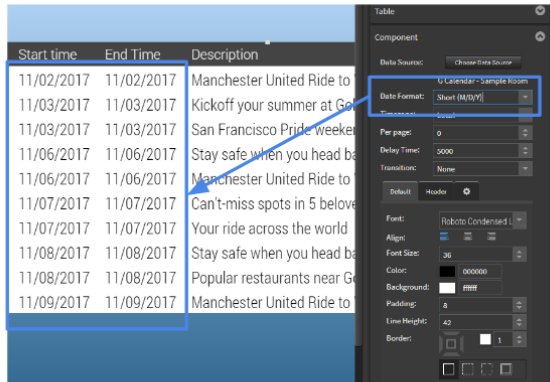 Start time End Time Description
11/02/2017 11/02/2017 Manchester United Ride to
11/03/2017 11/03/2017 Kickoff your summer at
11/03/2017 11/03/2017 San Francisco Pride
11/06/2017 11/06/2017 Stay safe when you head
11/06/2017 11/06/2017 Manchester United Ride to
11/07/2017 11/07/2017 Can't-miss spots in 5
11/07/2017 11/07/2017 Your ride across the world
11/08/2017 11/08/2017 Stay safe when you head
11/08/2017 11/08/2017 Popular restaurants near
11/09/2017 11/09/2017 Manchester United Ride to
Table
Component
Data Source: Choose Data Source
G Calendar - Sample Room
Date Format: Short (M/D/Y)
Per page: 0
Delay Time: 5000
Transition: None
Default Header
Font: Roboto Condensed L
Align:
Font Size: 36
Color: 000000
Background: ffffff
Padding: 8
Line Height: 42
Border: 1